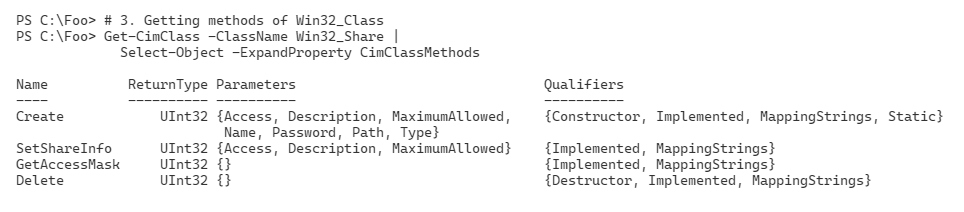 PS C:\Foo> # 3. Getting methods of Win32_Class
PS C:\Foo> Get-CimClass -ClassName Win32_Share |
             Select-Object -ExpandProperty CimClassMethods

Name          ReturnType Parameters                               Qualifiers
----          ---------- ----------                               ----------
Create            UInt32 {Access, Description, MaximumAllowed,    {Constructor, Implemented, MappingStrings, Static}
                          Name, Password, Path, Type}
SetShareInfo      UInt32 {Access, Description, MaximumAllowed}    {Implemented, MappingStrings}
GetAccessMask     UInt32 {}                                       {Implemented, MappingStrings}
Delete            UInt32 {}                                       {Destructor, Implemented, MappingStrings}